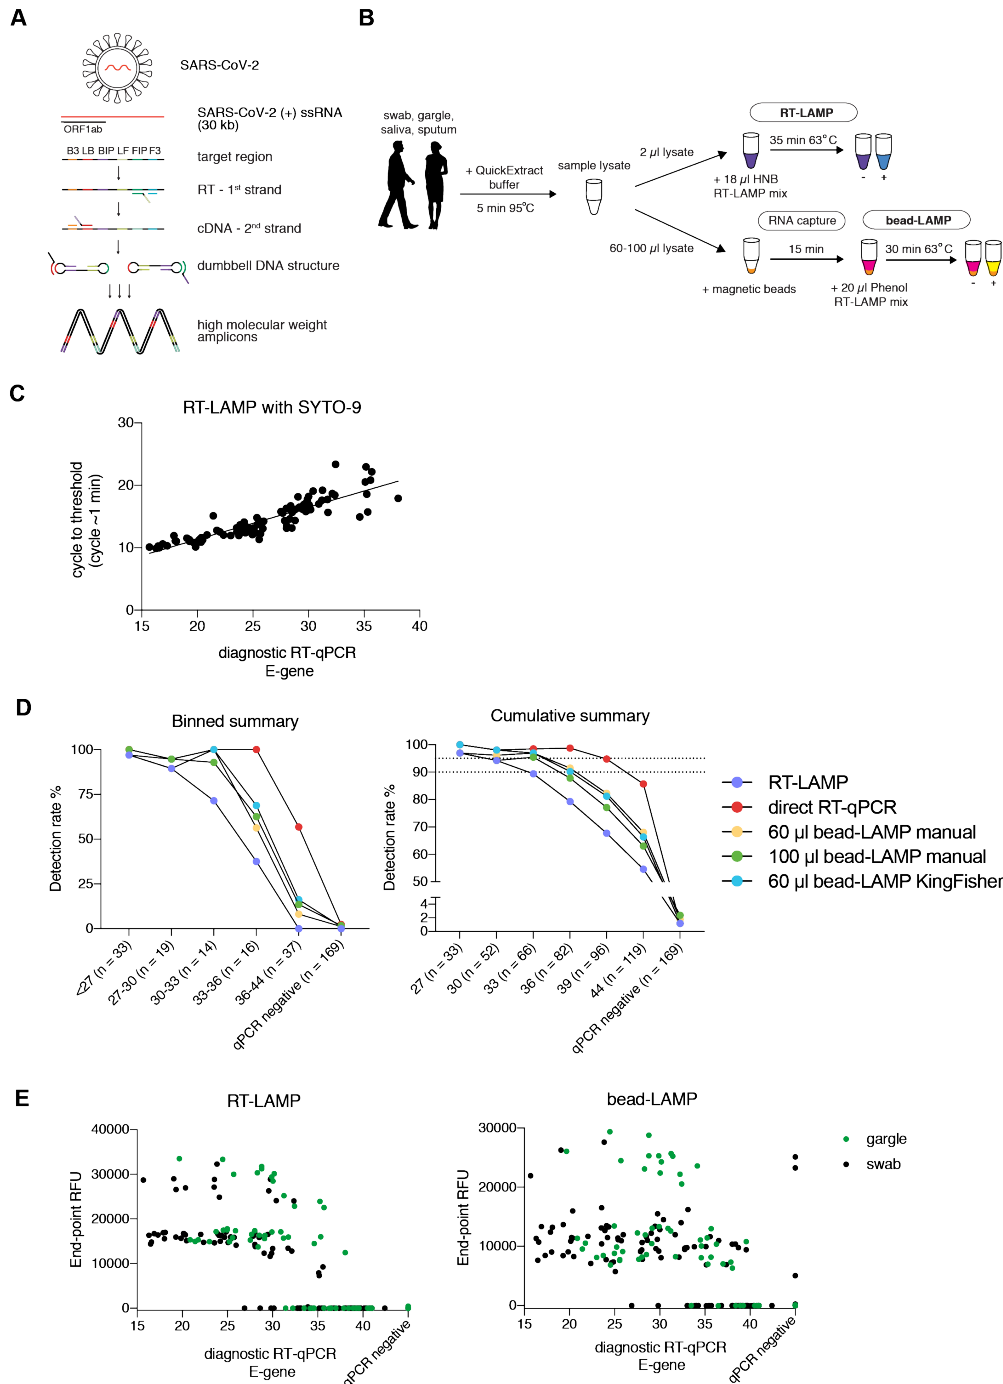 A
SARS-CoV-2
SARS-CoV-2 (+) ssRNA
(30 kb)
ORF1ab
B3 LB BIP LF FIP F3
target region
RT - 1st strand
cDNA - 2nd strand
dumbbell DNA structure
high molecular weight
amplicons
B
swab, gargle,
saliva, sputum
+ QuickExtract
buffer
5 min 95°C
sample lysate
2 µl lysate
60-100 µl lysate
RT-LAMP
35 min 63°C
+ 18 µl HNB
RT-LAMP mix
- +
RNA capture
bead-LAMP
15 min
30 min 63°C
+ magnetic beads
+ 20 µl Phenol
RT-LAMP mix
- +
C
RT-LAMP with SYTO-9
cycle to threshold
(cycle ~1 min)
30
20
10
0
15 20 25 30 35 40
diagnostic RT-qPCR
E-gene
D
Binned summary
Detection rate %
100
75
50
25
0
<27 (n = 33)
27-30 (n = 19)
30-33 (n = 14)
33-36 (n = 16)
36-44 (n = 37)
qPCR negative (n = 169)
Cumulative summary
Detection rate %
100
90
80
70
60
50
4
2
0
27 (n = 33)
30 (n = 52)
33 (n = 66)
36 (n = 82)
39 (n = 96)
44 (n = 119)
qPCR negative (n = 169)
RT-LAMP
direct RT-qPCR
60 µl bead-LAMP manual
100 µl bead-LAMP manual
60 µl bead-LAMP KingFisher
E
RT-LAMP
End-point RFU
40000
30000
20000
10000
0
15 20 25 30 35 40
qPCR negative
diagnostic RT-qPCR
E-gene
bead-LAMP
End-point RFU
30000
20000
10000
0
15 20 25 30 35 40
qPCR negative
diagnostic RT-qPCR
E-gene
gargle
swab